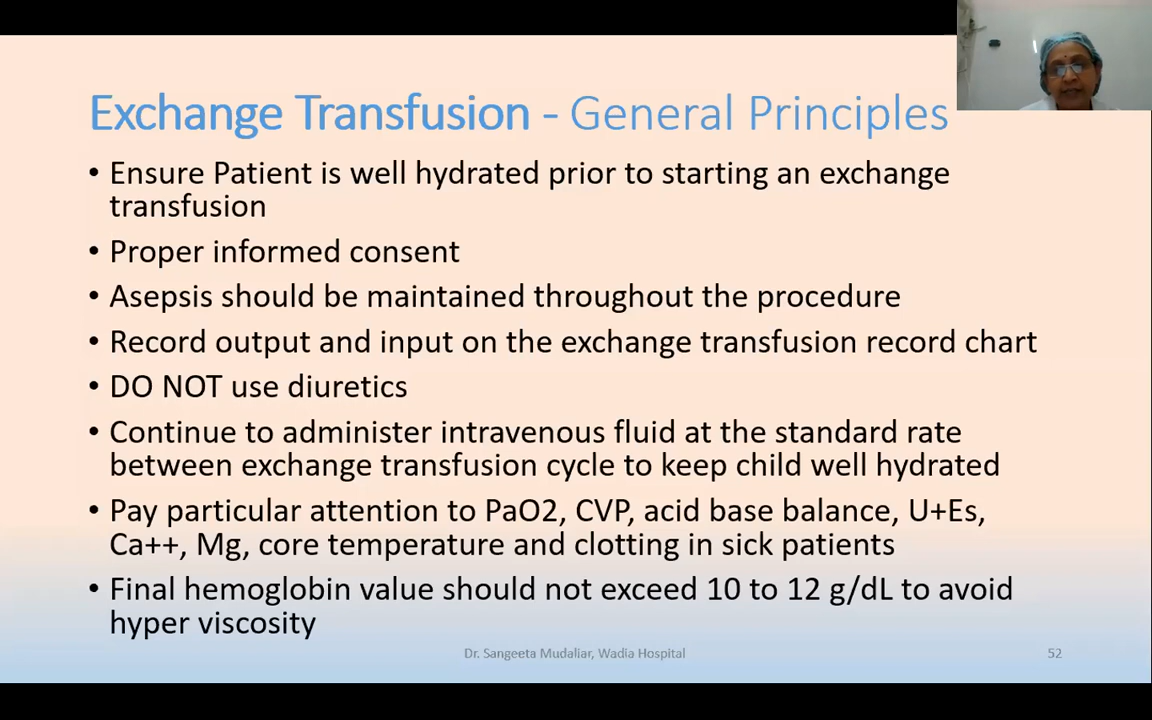 Exchange Transfusion - General Principles
• Ensure Patient is well hydrated prior to starting an exchange
transfusion
• Proper informed consent
• Asepsis should be maintained throughout the procedure
• Record output and input on the exchange transfusion record chart
• DO NOT use diuretics
• Continue to administer intravenous fluid at the standard rate
between exchange transfusion cycle to keep child well hydrated
• Pay particular attention to PaO2, CVP, acid base balance, U+Es,
Ca++, Mg, core temperature and clotting in sick patients
• Final hemoglobin value should not exceed 10 to 12 g/dL to avoid
hyper viscosity
Dr. Sangeeta Mudaliar, Wadia Hospital
52